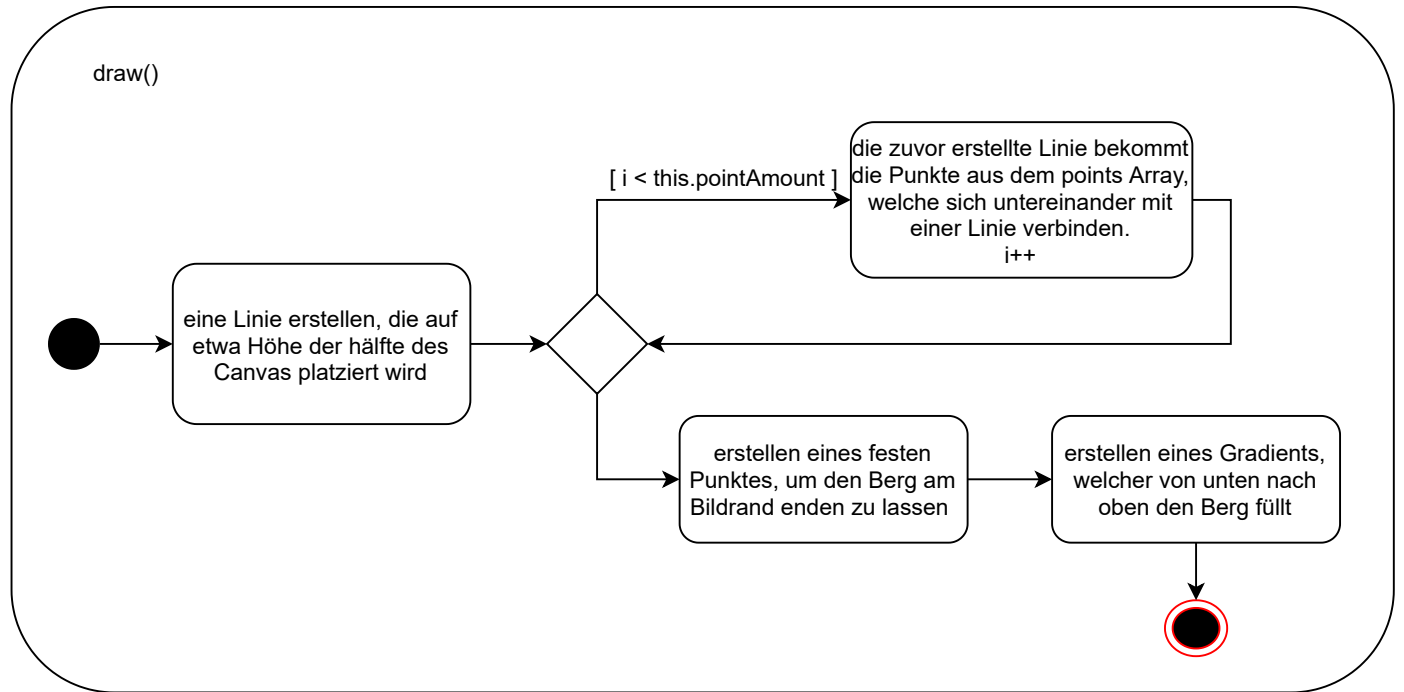 draw()
eine Linie erstellen, die auf
etwa Höhe der hälfte des
Canvas platziert wird
[ i < this.pointAmount ]
die zuvor erstellte Linie bekommt
die Punkte aus dem points Array,
welche sich untereinander mit
einer Linie verbinden.
i++
erstellen eines festen
Punktes, um den Berg am
Bildrand enden zu lassen
erstellen eines Gradients,
welcher von unten nach
oben den Berg füllt